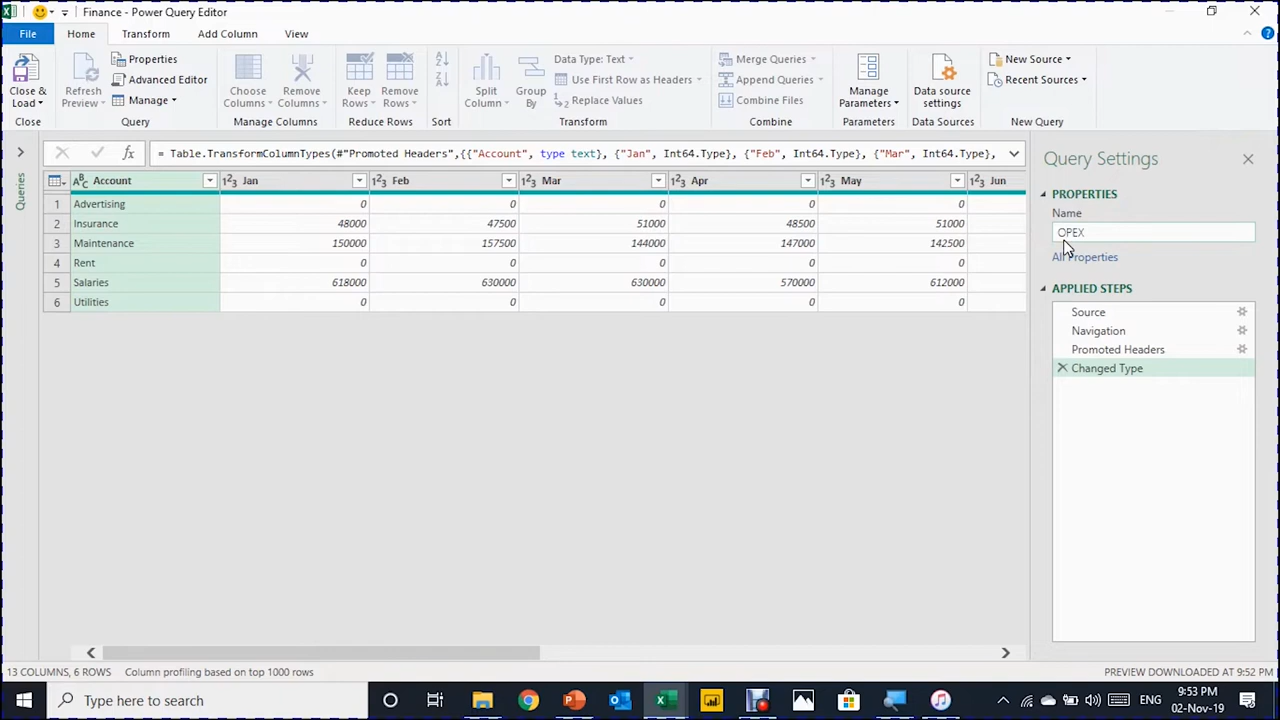 Finance - Power Query Editor
File Home Transform Add Column View
Close & Load
Refresh Preview
Properties
Advanced Editor
Manage
Choose Columns
Remove Columns
Keep Rows
Remove Rows
Split Column
Group By
Data Type: Text
Use First Row as Headers
Replace Values
Merge Queries
Append Queries
Combine Files
Manage Parameters
Data source settings
New Source
Recent Sources
Close Query Manage Columns Reduce Rows Sort Transform Combine Parameters Data Sources New Query
fx = Table.TransformColumnTypes(#"Promoted Headers",{{"Account", type text}, {"Jan", Int64.Type}, {"Feb", Int64.Type}, {"Mar", Int64.Type},
Queries
ABC Account 123 Jan 123 Feb 123 Mar 123 Apr 123 May 123 Jun
1 Advertising 0 0 0 0 0
2 Insurance 48000 47500 51000 48500 51000
3 Maintenance 150000 157500 144000 147000 142500
4 Rent 0 0 0 0 0
5 Salaries 618000 630000 630000 570000 612000
6 Utilities 0 0 0 0 0
Query Settings
PROPERTIES
Name
OPEX
All Properties
APPLIED STEPS
Source
Navigation
Promoted Headers
Changed Type
13 COLUMNS, 6 ROWS Column profiling based on top 1000 rows PREVIEW DOWNLOADED AT 9:52 PM
Type here to search
ENG
9:53 PM
02-Nov-19